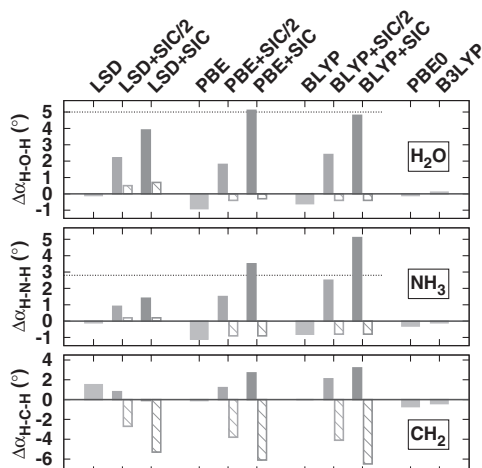 LSD
LSD+SIC/2
LSD+SIC
PBE
PBE+SIC/2
PBE+SIC
BLYP
BLYP+SIC/2
BLYP+SIC
PBE0
B3LYP
Δα_H-O-H (°)
5
4
3
2
1
0
-1
H₂O
Δα_H-N-H (°)
5
4
3
2
1
0
-1
NH₃
Δα_H-C-H (°)
4
2
0
-2
-4
-6
CH₂